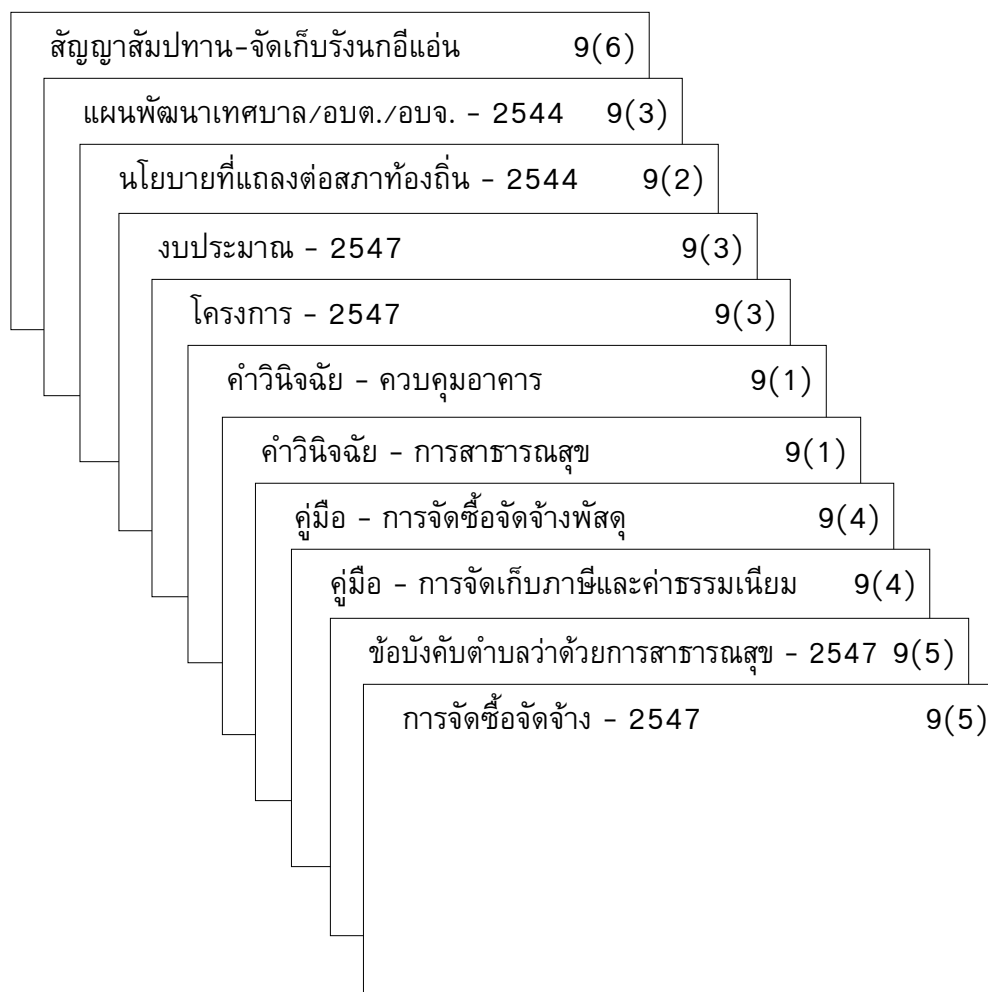 สัญญาสัมปทาน-จัดเก็บรังนกอีแอ่น 9(6)
แผนพัฒนาเทศบาล/อบต./อบจ. - 2544 9(3)
นโยบายที่แถลงต่อสภาท้องถิ่น - 2544 9(2)
งบประมาณ - 2547 9(3)
โครงการ - 2547 9(3)
คำวินิจฉัย - ควบคุมอาคาร 9(1)
คำวินิจฉัย - การสาธารณสุข 9(1)
คู่มือ - การจัดซื้อจัดจ้างพัสดุ 9(4)
คู่มือ - การจัดเก็บภาษีและค่าธรรมเนียม 9(4)
ข้อบังคับตำบลว่าด้วยการสาธารณสุข - 2547 9(5)
การจัดซื้อจัดจ้าง - 2547 9(5)